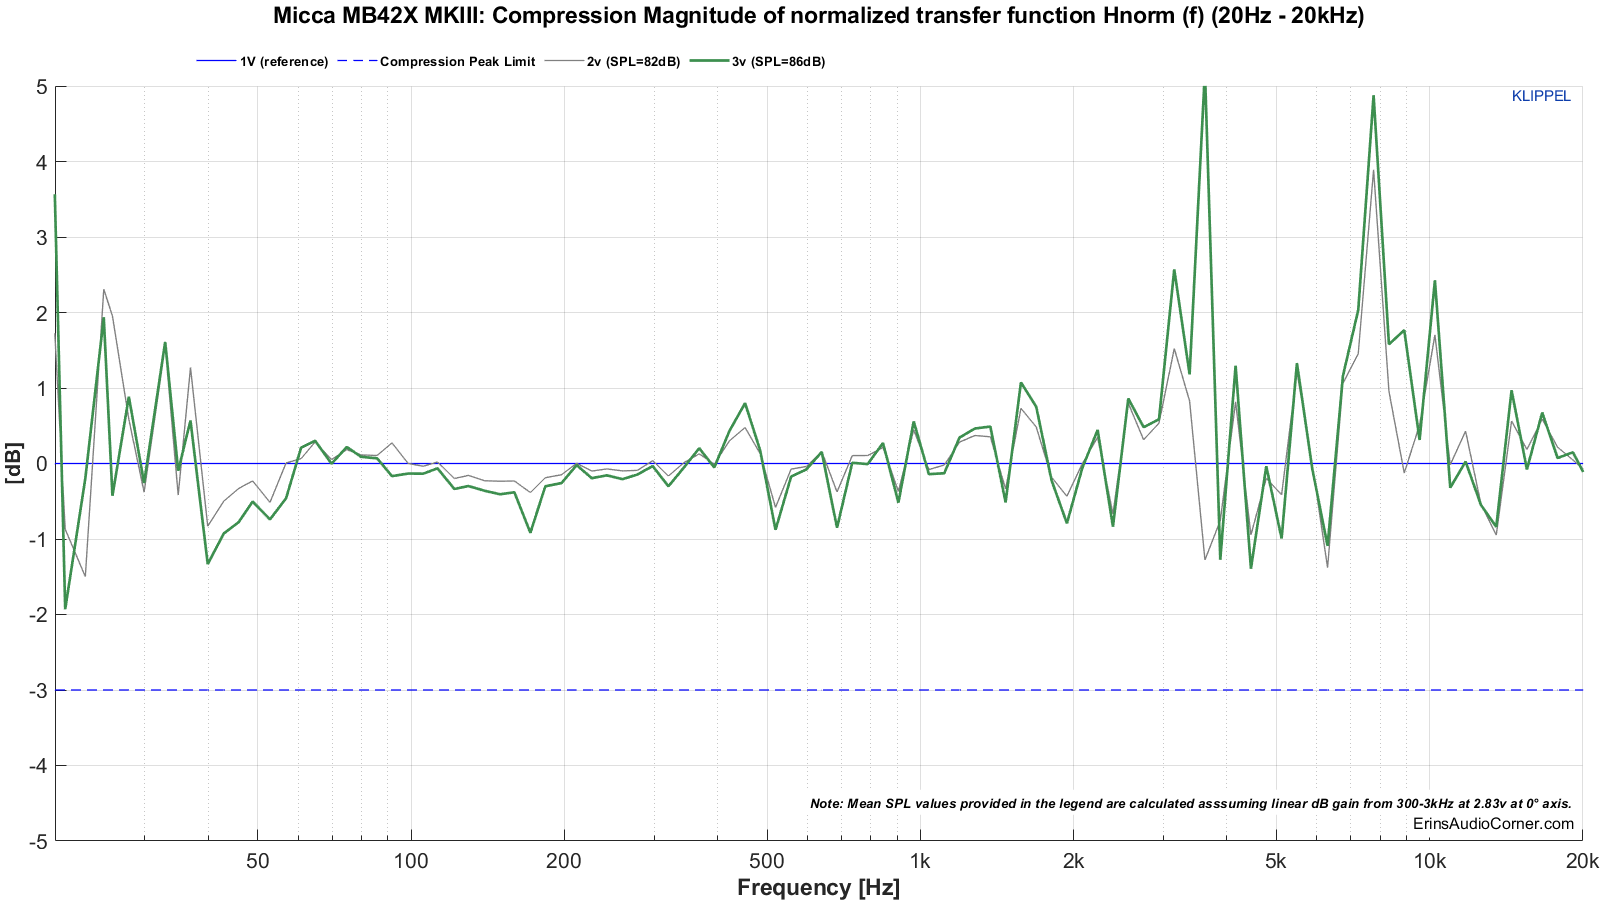 Micca MB42X MKIII: Compression Magnitude of normalized transfer function Hnorm (f) (20Hz - 20kHz)
1V (reference) Compression Peak Limit 2v (SPL=82dB) 3v (SPL=86dB)
KLIPPEL
5
4
3
2
1
0
-1
-2
-3
-4
-5
[dB]
Note: Mean SPL values provided in the legend are calculated asssuming linear dB gain from 300-3kHz at 2.83v at 0° axis.
ErinsAudioCorner.com
50 100 200 500 1k 2k 5k 10k 20k
Frequency [Hz]